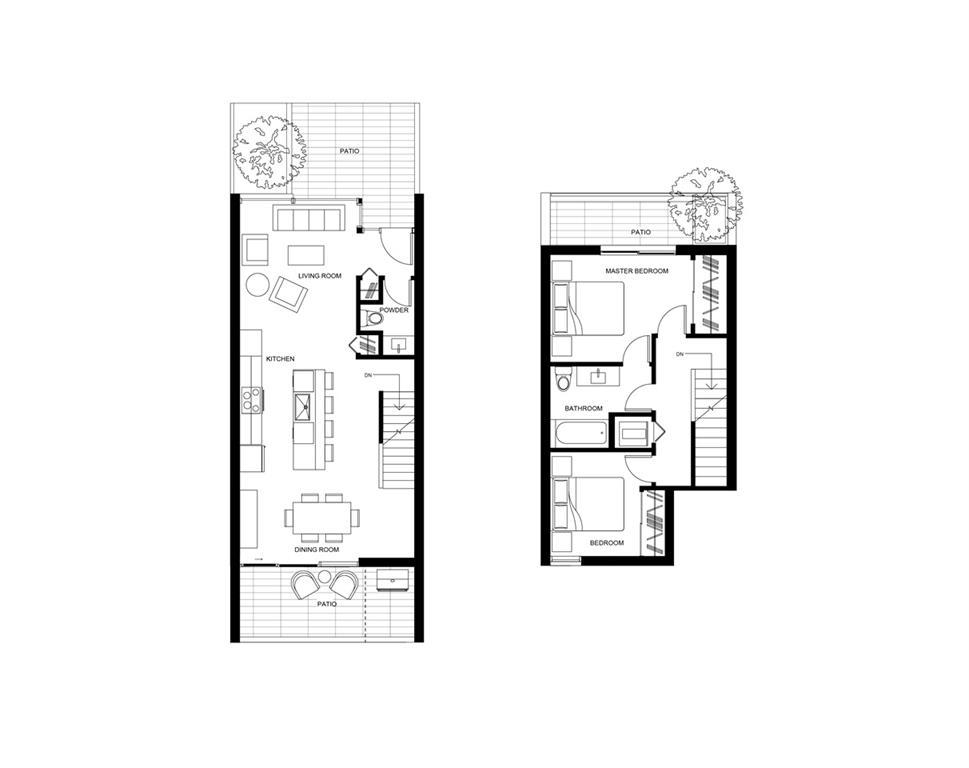 PATIO
LIVING ROOM
POWDER
KITCHEN
DN
DINING ROOM
PATIO
PATIO
MASTER BEDROOM
DN
BATHROOM
BEDROOM